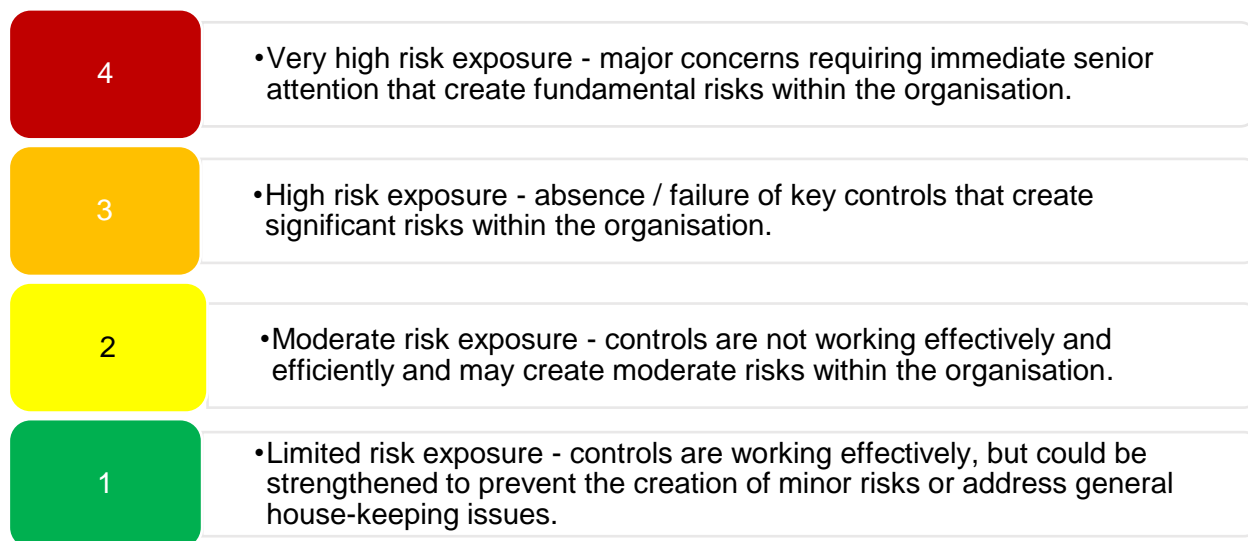 4
•Very high risk exposure - major concerns requiring immediate senior
attention that create fundamental risks within the organisation.
3
•High risk exposure - absence / failure of key controls that create
significant risks within the organisation.
2
•Moderate risk exposure - controls are not working effectively and
efficiently and may create moderate risks within the organisation.
1
•Limited risk exposure - controls are working effectively, but could be
strengthened to prevent the creation of minor risks or address general
house-keeping issues.